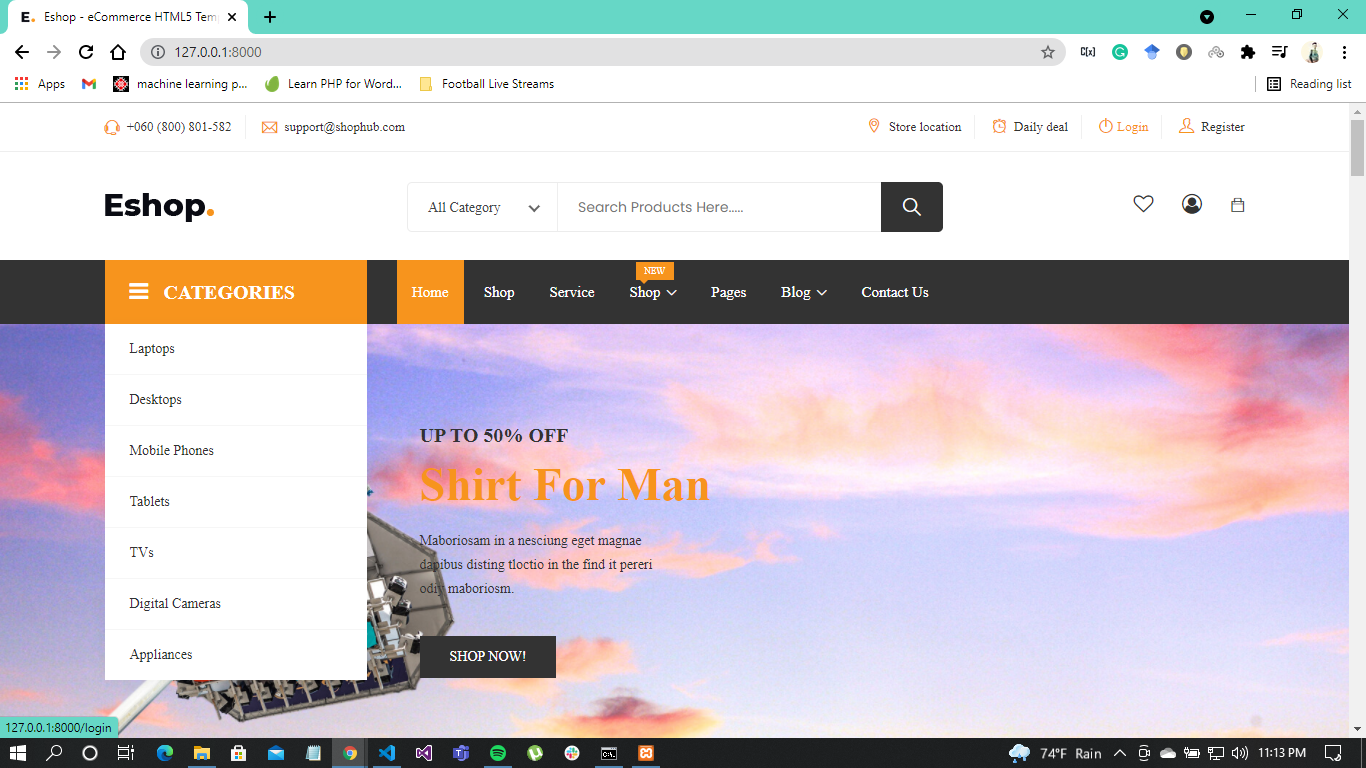 E. Eshop - eCommerce HTML5 Tem
127.0.0.1:8000
C[x]
G
Apps
machine learning p...
Learn PHP for Word...
Football Live Streams
Reading list
+060 (800) 801-582
support@shophub.com
Store location
Daily deal
Login
Register
Eshop.
All Category
Search Products Here.....
CATEGORIES
NEW
Home
Shop
Service
Shop
Pages
Blog
Contact Us
Laptops
Desktops
Mobile Phones
Tablets
TVs
Digital Cameras
Appliances
UP TO 50% OFF
Shirt For Man
Maboriosam in a nesciung eget magnae
dapibus disting tloctio in the find it pereri
odiy maboriosm.
SHOP NOW!
127.0.0.1:8000/login
74°F Rain
11:13 PM